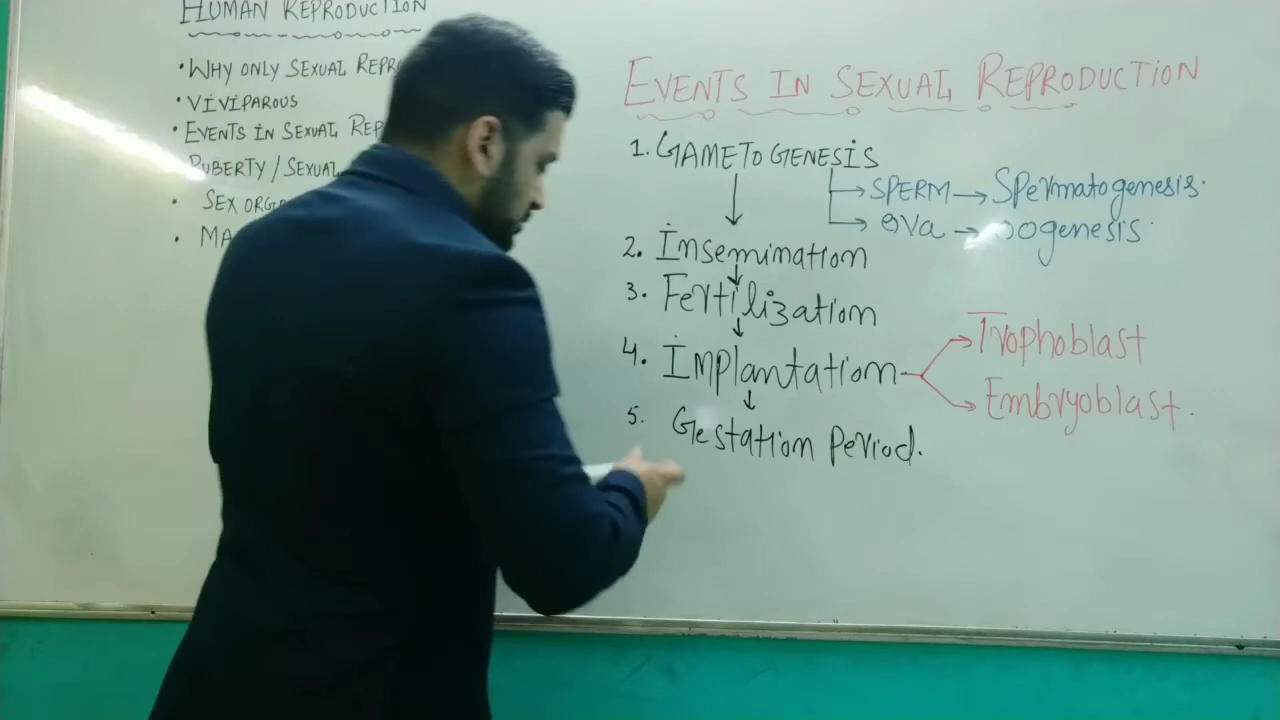 HUMAN REPRODUCTION
• WHY ONLY SEXUAL REPR
• VIVIPAROUS
• EVENTS IN SEXUAL REP
PUBERTY / SEXUAL
• SEX ORGA
• MA
EVENTS IN SEXUAL REPRODUCTION
1. GAMETOGENESIS
→ SPERM → Spermatogenesis.
→ OVA → oogenesis.
2. Insemination
3. Fertilization
4. Implantation
Trophoblast
Embryoblast.
5. Gestation Period.